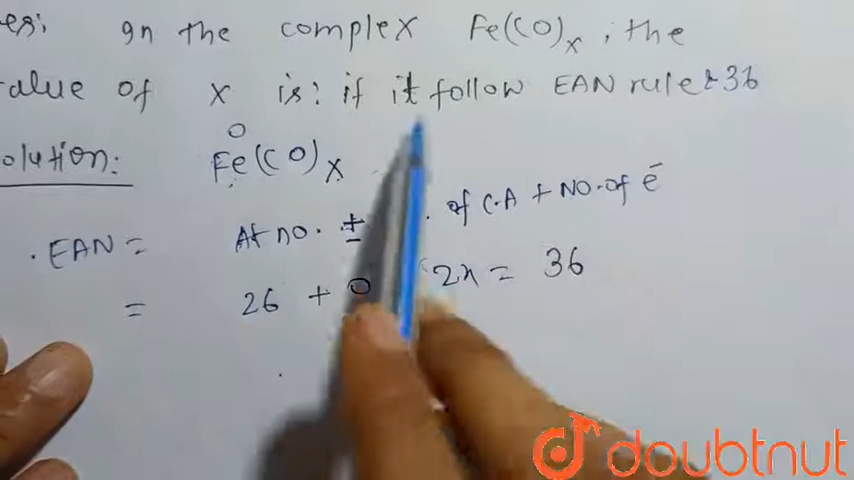 es: In the complex Fe(CO)x, the
alue of x is: if it follow EAN rule & 36
olution: 0
Fe(CO)x
.EAN = At no. ± . of C.A + NO. of e⁻
= 26 + 0 2x = 36
doubtnut